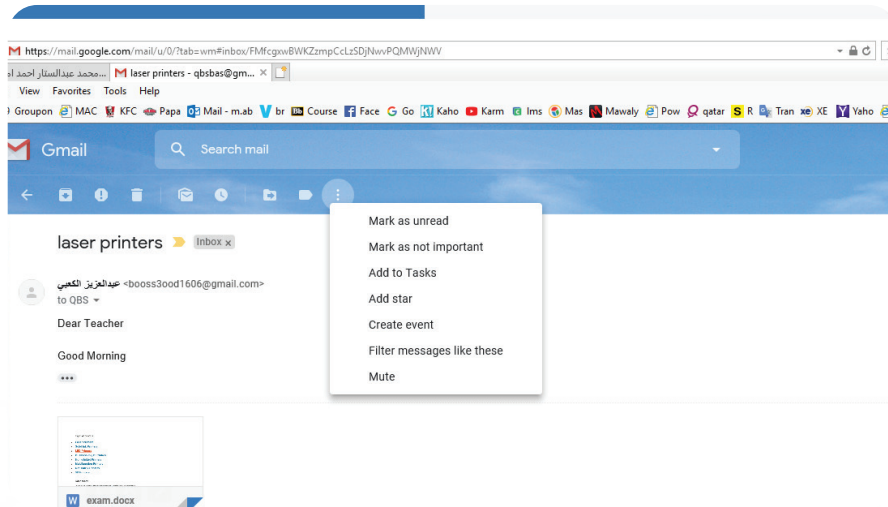 https://mail.google.com/mail/u/0/?tab=wm#inbox/FMfcgxwBWKZzmpCcLzSDjNwvPQMWjNWV
محمد عبدالستار احمد ا... laser printers - qbsbas@gm... ×
View Favorites Tools Help
Groupon MAC KFC Papa Mail - m.ab br Course Face Go Kaho Karm Ims Mas Mawaly Pow qatar R Tran XE Yaho
Gmail Search mail
Mark as unread
Mark as not important
Add to Tasks
Add star
Create event
Filter messages like these
Mute
laser printers Inbox x
عبدالعزيز الكعبي <booss3ood1606@gmail.com>
to QBS
Dear Teacher
Good Morning
W exam.docx